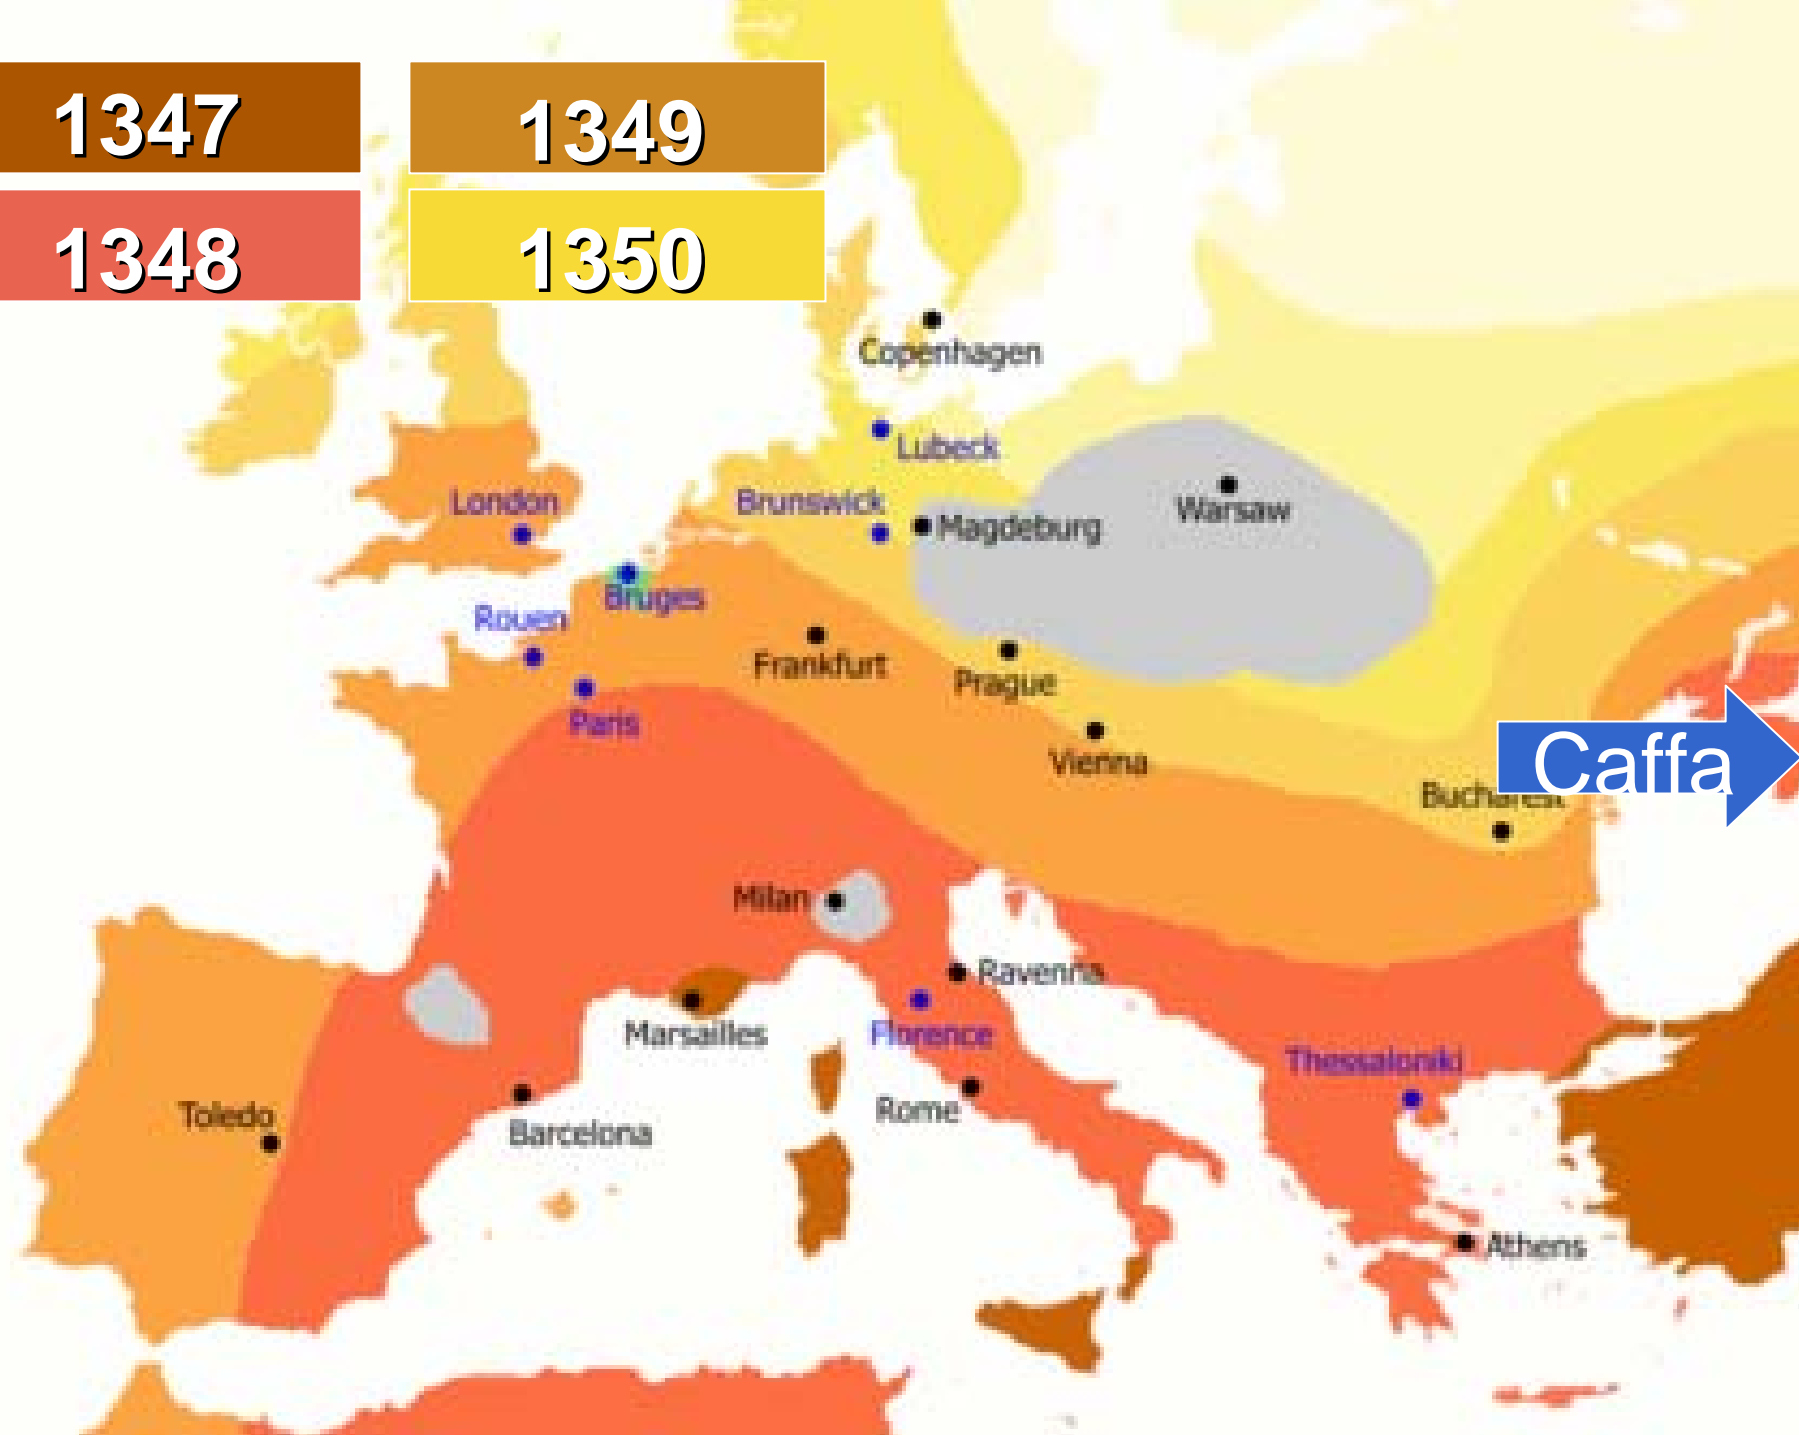 1347
1349
1348
1350
Copenhagen
Lubeck
London
Brunswick
Magdeburg
Warsaw
Bruges
Rouen
Frankfurt
Prague
Paris
Vienna
Caffa
Bucharest
Milan
Ravenna
Marsailles
Florence
Thessaloniki
Toledo
Barcelona
Rome
Athens